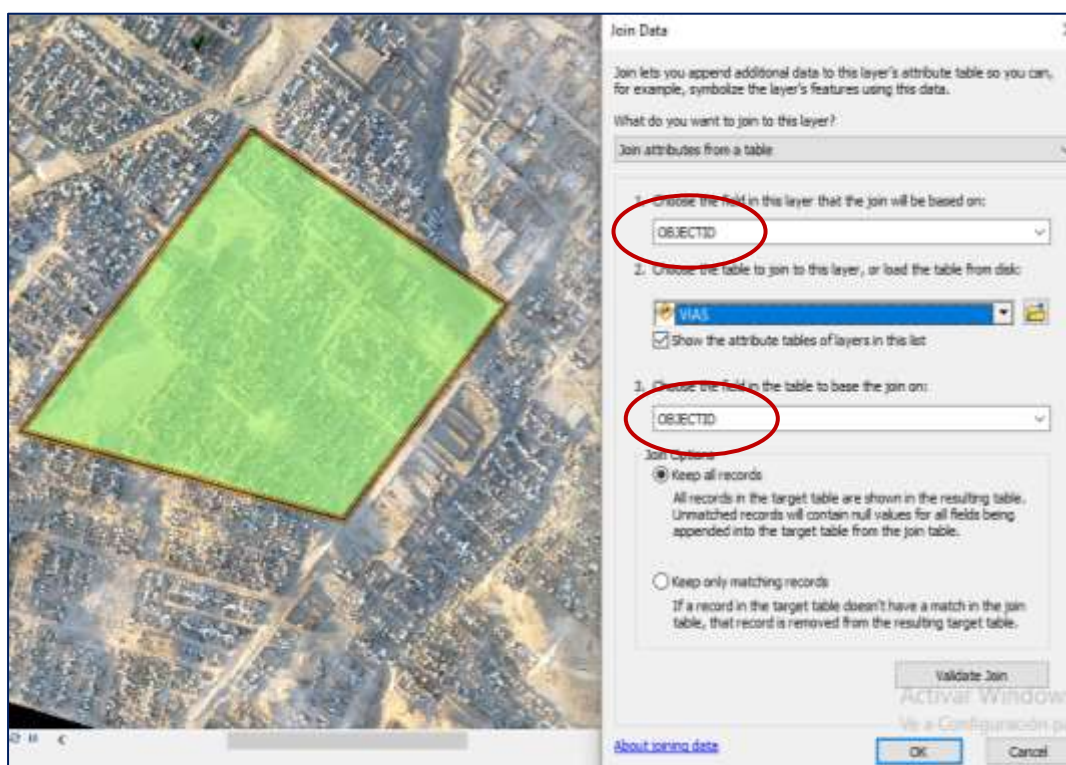 Join Data
Join lets you append additional data to this layer's attribute table so you can,
for example, symbolize the layer's features using this data.
What do you want to join to this layer?
Join attributes from a table
1. Choose the field in this layer that the join will be based on:
OBJECTID
2. Choose the table to join to this layer, or load the table from disk:
VIAS
Show the attribute tables of layers in this list
3. Choose the field in the table to base the join on:
OBJECTID
Join Options
Keep all records
All records in the target table are shown in the resulting table.
Unmatched records will contain null values for all fields being
appended into the target table from the join table.
Keep only matching records
If a record in the target table doesn't have a match in the join
table, that record is removed from the resulting target table.
Validate Join
Activar Window
Ve a Configuración pa
About joining data
OK
Cancel